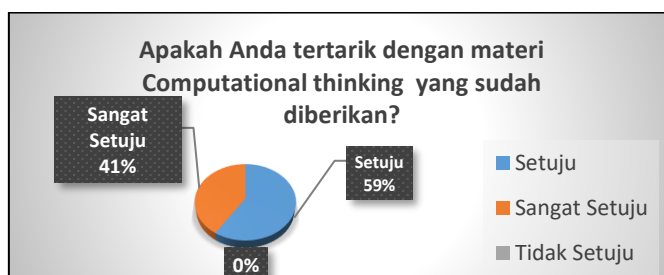 Apakah Anda tertarik dengan materi
Computational thinking yang sudah
diberikan?
Sangat
Setuju
41%
Setuju
59%
0%
Setuju
Sangat Setuju
Tidak Setuju